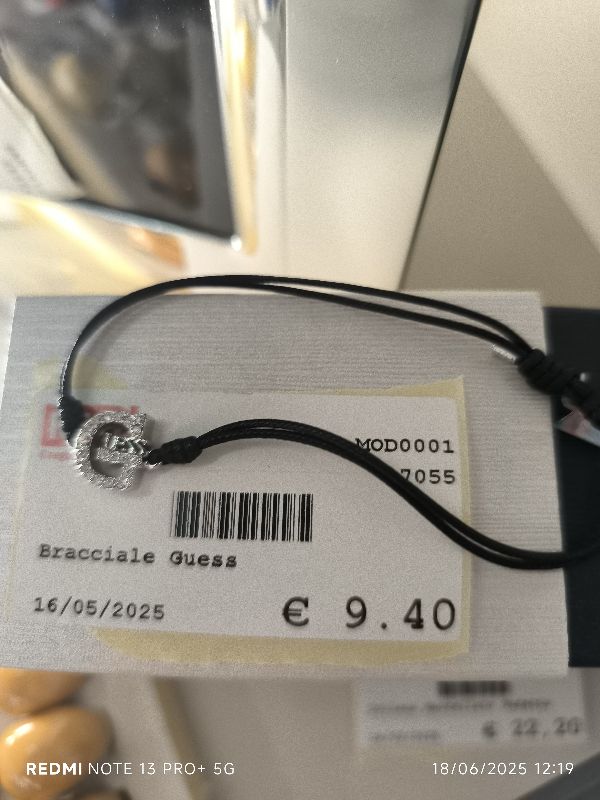 MOD0001
7055
GUESS
Bracciale Guess
16/05/2025
€ 9.40
€ 22,20
REDMI NOTE 13 PRO+ 5G
18/06/2025 12:19